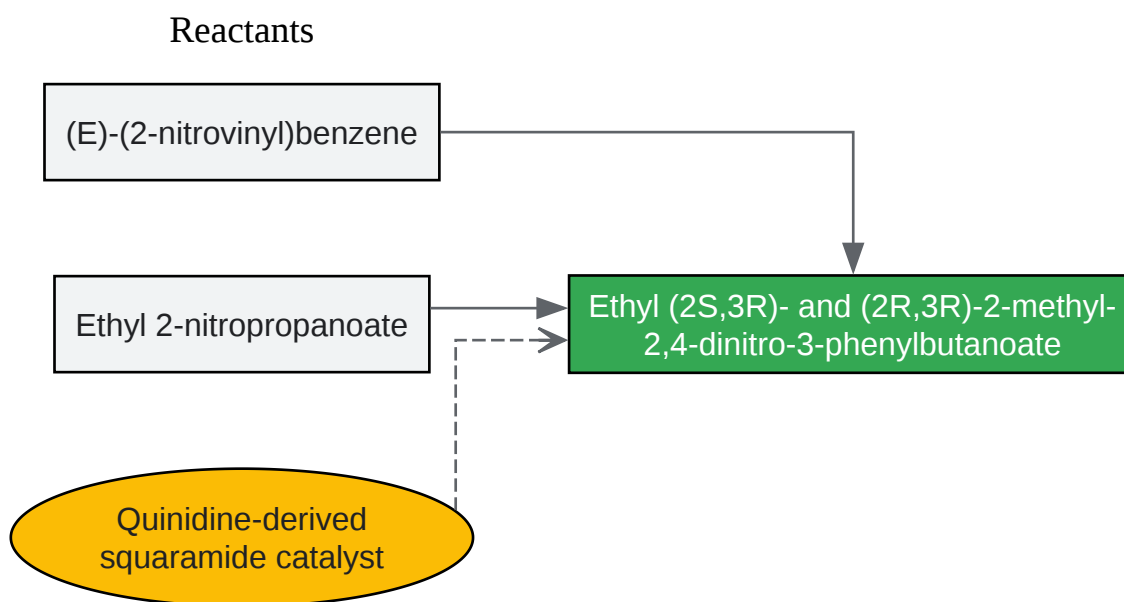 Reactants
(E)-(2-nitrovinyl)benzene
Ethyl 2-nitropropanoate
Ethyl (2S,3R)- and (2R,3R)-2-methyl-
2,4-dinitro-3-phenylbutanoate
Quinidine-derived
squaramide catalyst